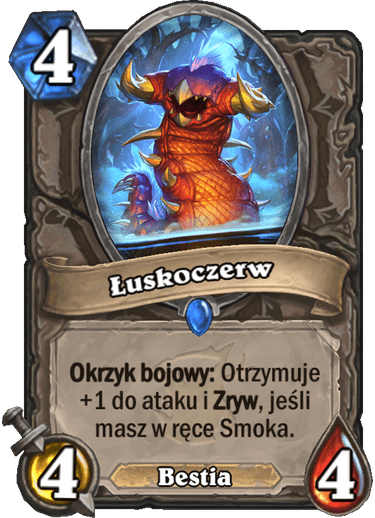 4
Łuskoczerw
Okrzyk bojowy: Otrzymuje
+1 do ataku i Zryw, jeśli
masz w ręce Smoka.
4
Bestia
4